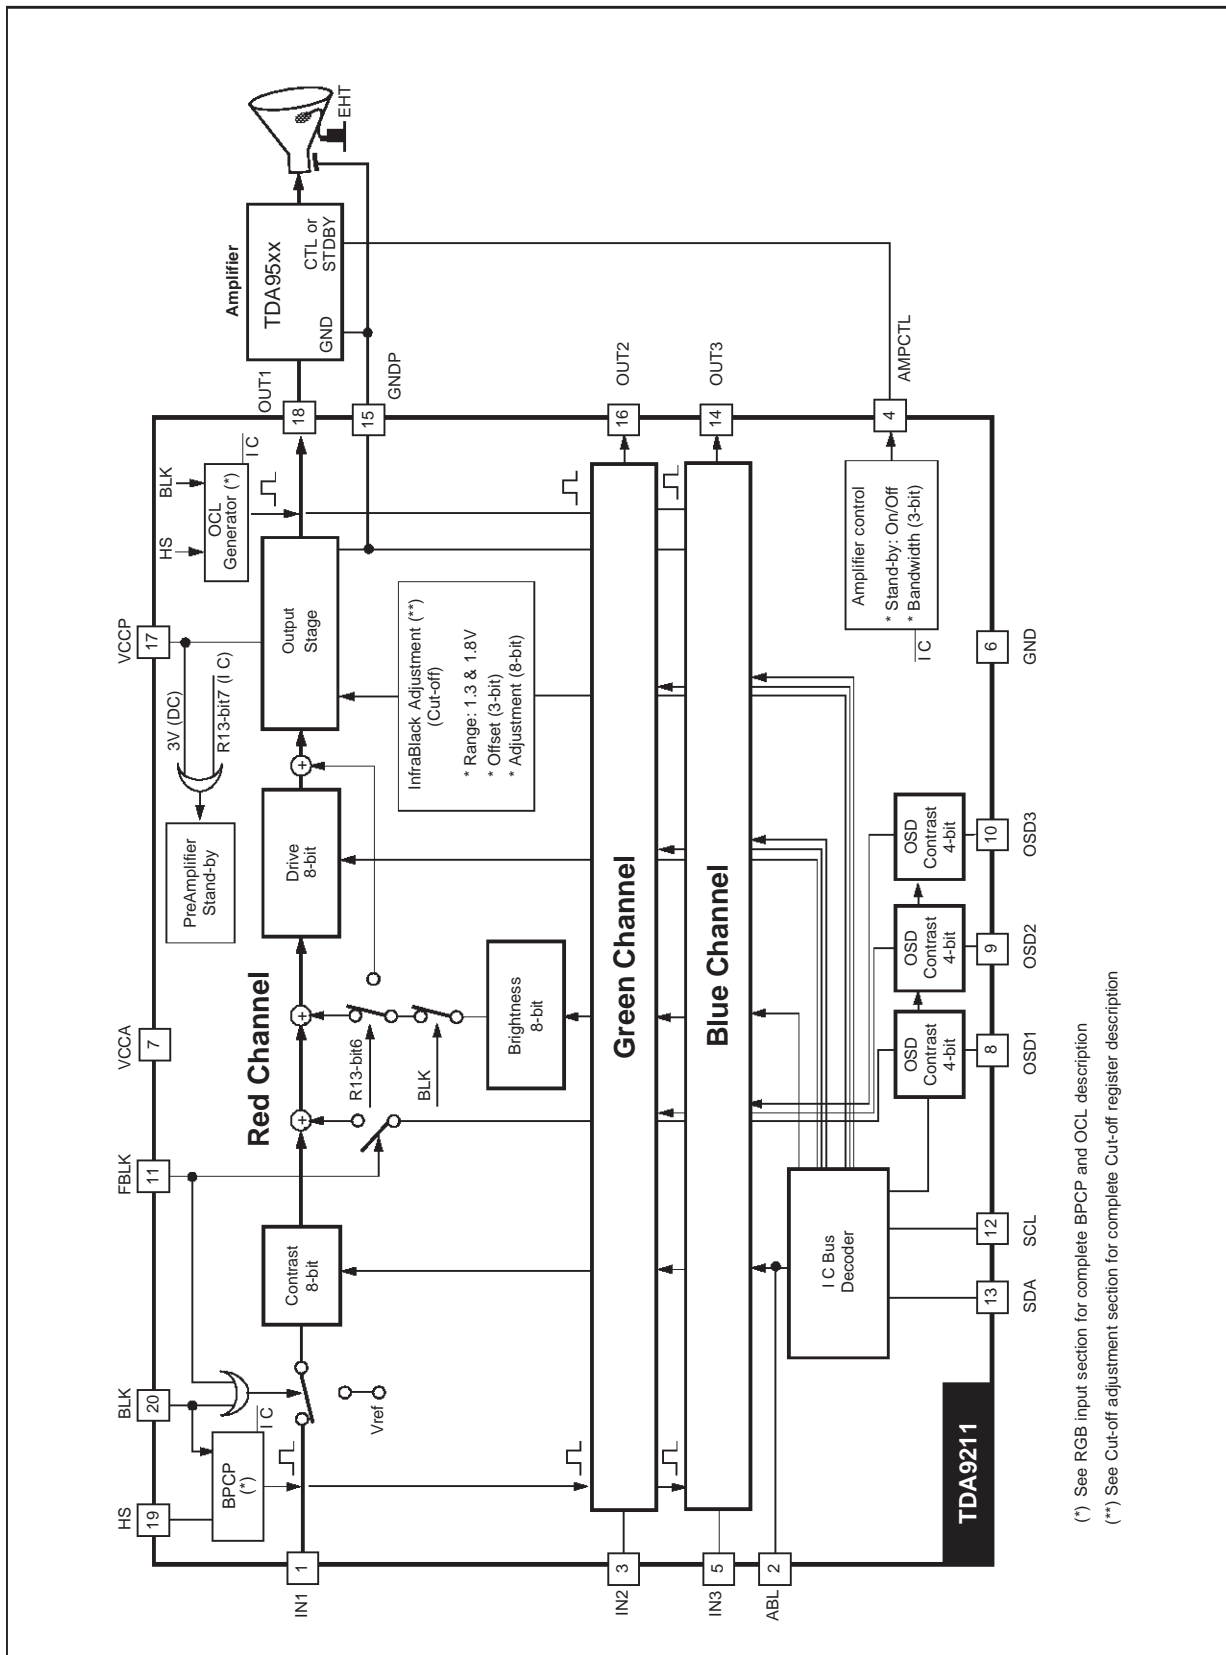 HS
BLK
FBLK
VCCA
VCCP
19
20
11
7
17
3V (DC)
R13-bit7 (I C)
HS
BLK
BPCP
(*)
I C
PreAmplifier
Stand-by
OCL
Generator (*)
I C
Amplifier
TDA95xx
GND
CTL or
STDBY
EHT
Red Channel
IN1
1
Contrast
8-bit
Drive
8-bit
Output
Stage
18
OUT1
Vref
R13-bit6
BLK
15
GNDP
Brightness
8-bit
InfraBlack Adjustment (**)
(Cut-off)
* Range: 1.3 & 1.8V
* Offset (3-bit)
* Adjustment (8-bit)
IN2
3
Green Channel
16
OUT2
IN3
5
Blue Channel
14
OUT3
ABL
2
I C Bus
Decoder
OSD
Contrast
4-bit
OSD
Contrast
4-bit
OSD
Contrast
4-bit
Amplifier control
* Stand-by: On/Off
* Bandwidth (3-bit)
I C
4
AMPCTL
TDA9211
13
12
8
9
10
6
SDA
SCL
OSD1
OSD2
OSD3
GND
(*) See RGB input section for complete BPCP and OCL description
(**) See Cut-off adjustment section for complete Cut-off register description